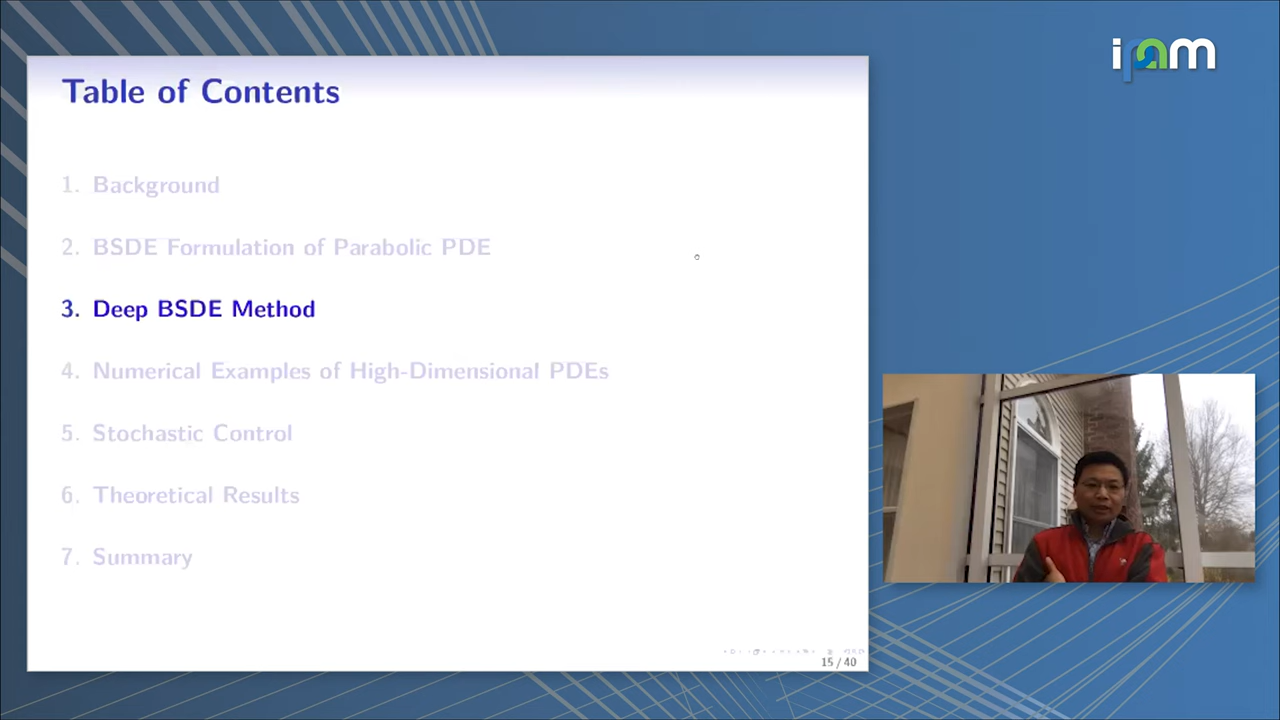 Table of Contents
ipam
1. Background
2. BSDE Formulation of Parabolic PDE
3. Deep BSDE Method
4. Numerical Examples of High-Dimensional PDEs
5. Stochastic Control
6. Theoretical Results
7. Summary
15 / 40